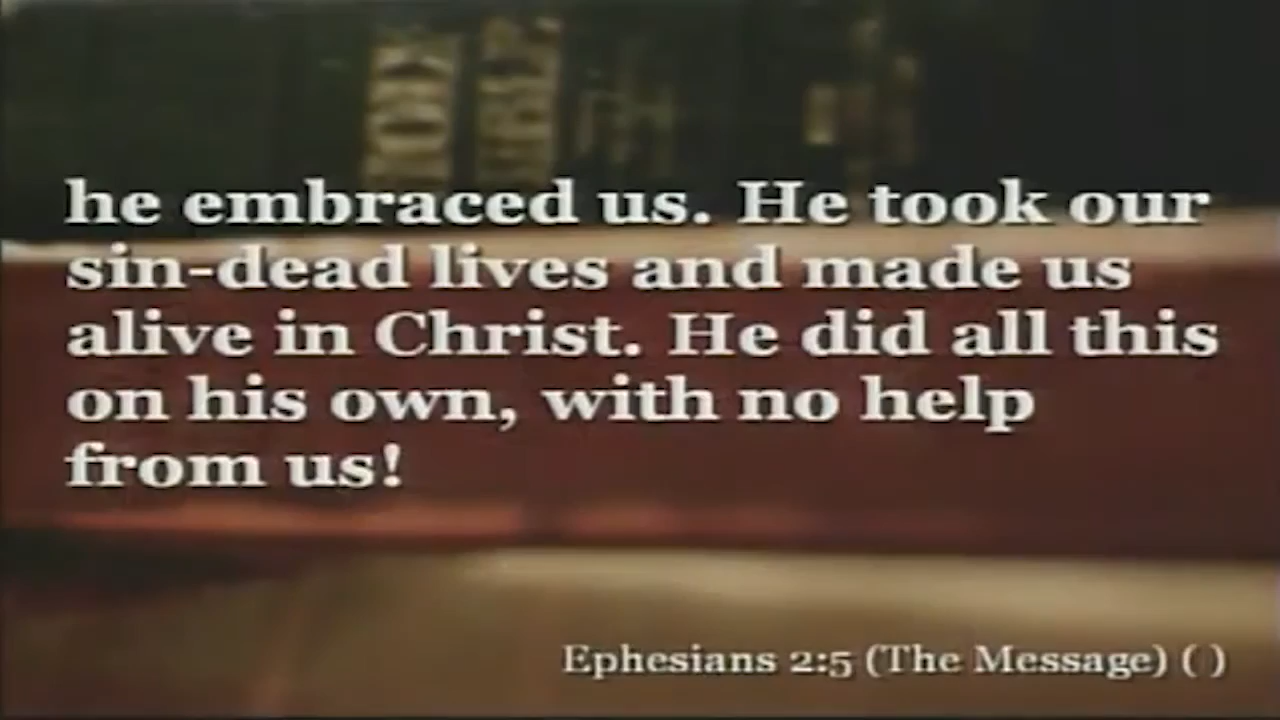 he embraced us. He took our
sin-dead lives and made us
alive in Christ. He did all this
on his own, with no help
from us!
Ephesians 2:5 (The Message) ( )